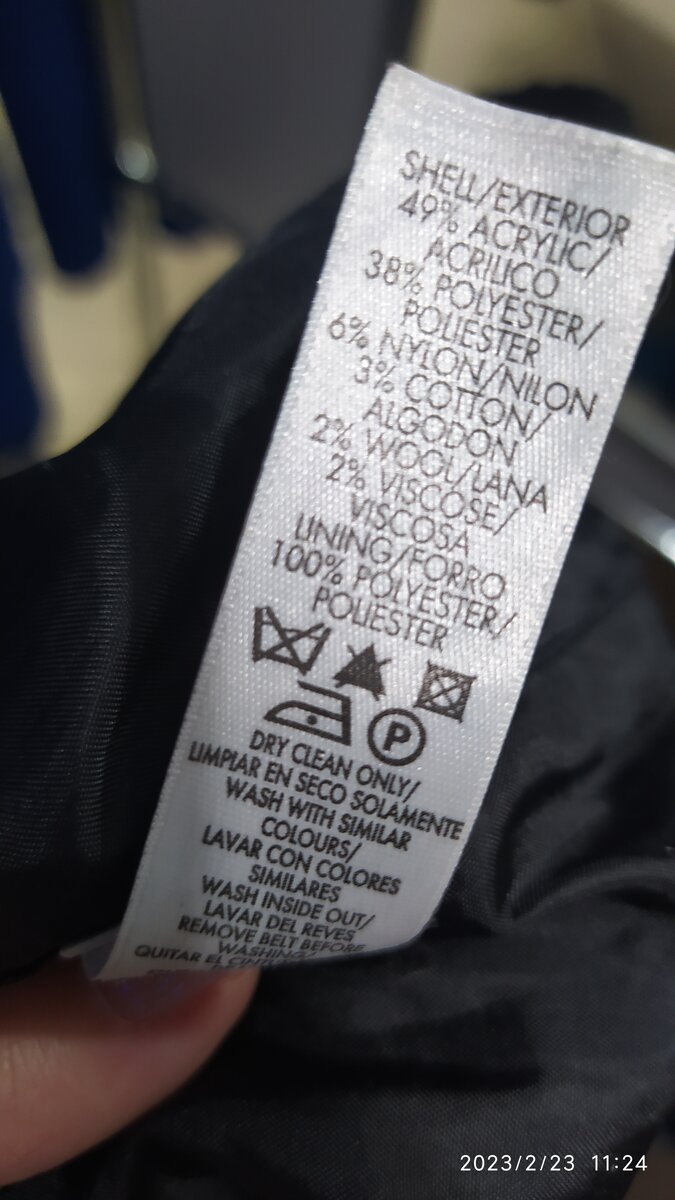 SHELL/EXTERIOR
49% ACRYLIC/
ACRILICO
38% POLYESTER/
POLIESTER
6% NYLON/NILON
3% COTTON/
ALGODON
2% WOOL/LANA
2% VISCOSE/
VISCOSA
LINING/FORRO
100% POLYESTER/
POLIESTER
P
DRY CLEAN ONLY/
LIMPIAR EN SECO SOLAMENTE
WASH WITH SIMILAR
COLOURS/
LAVAR CON COLORES
SIMILARES
WASH INSIDE OUT/
LAVAR DEL REVES
REMOVE BELT BEFORE
WASHING/
QUITAR EL
2023/2/23 11:24